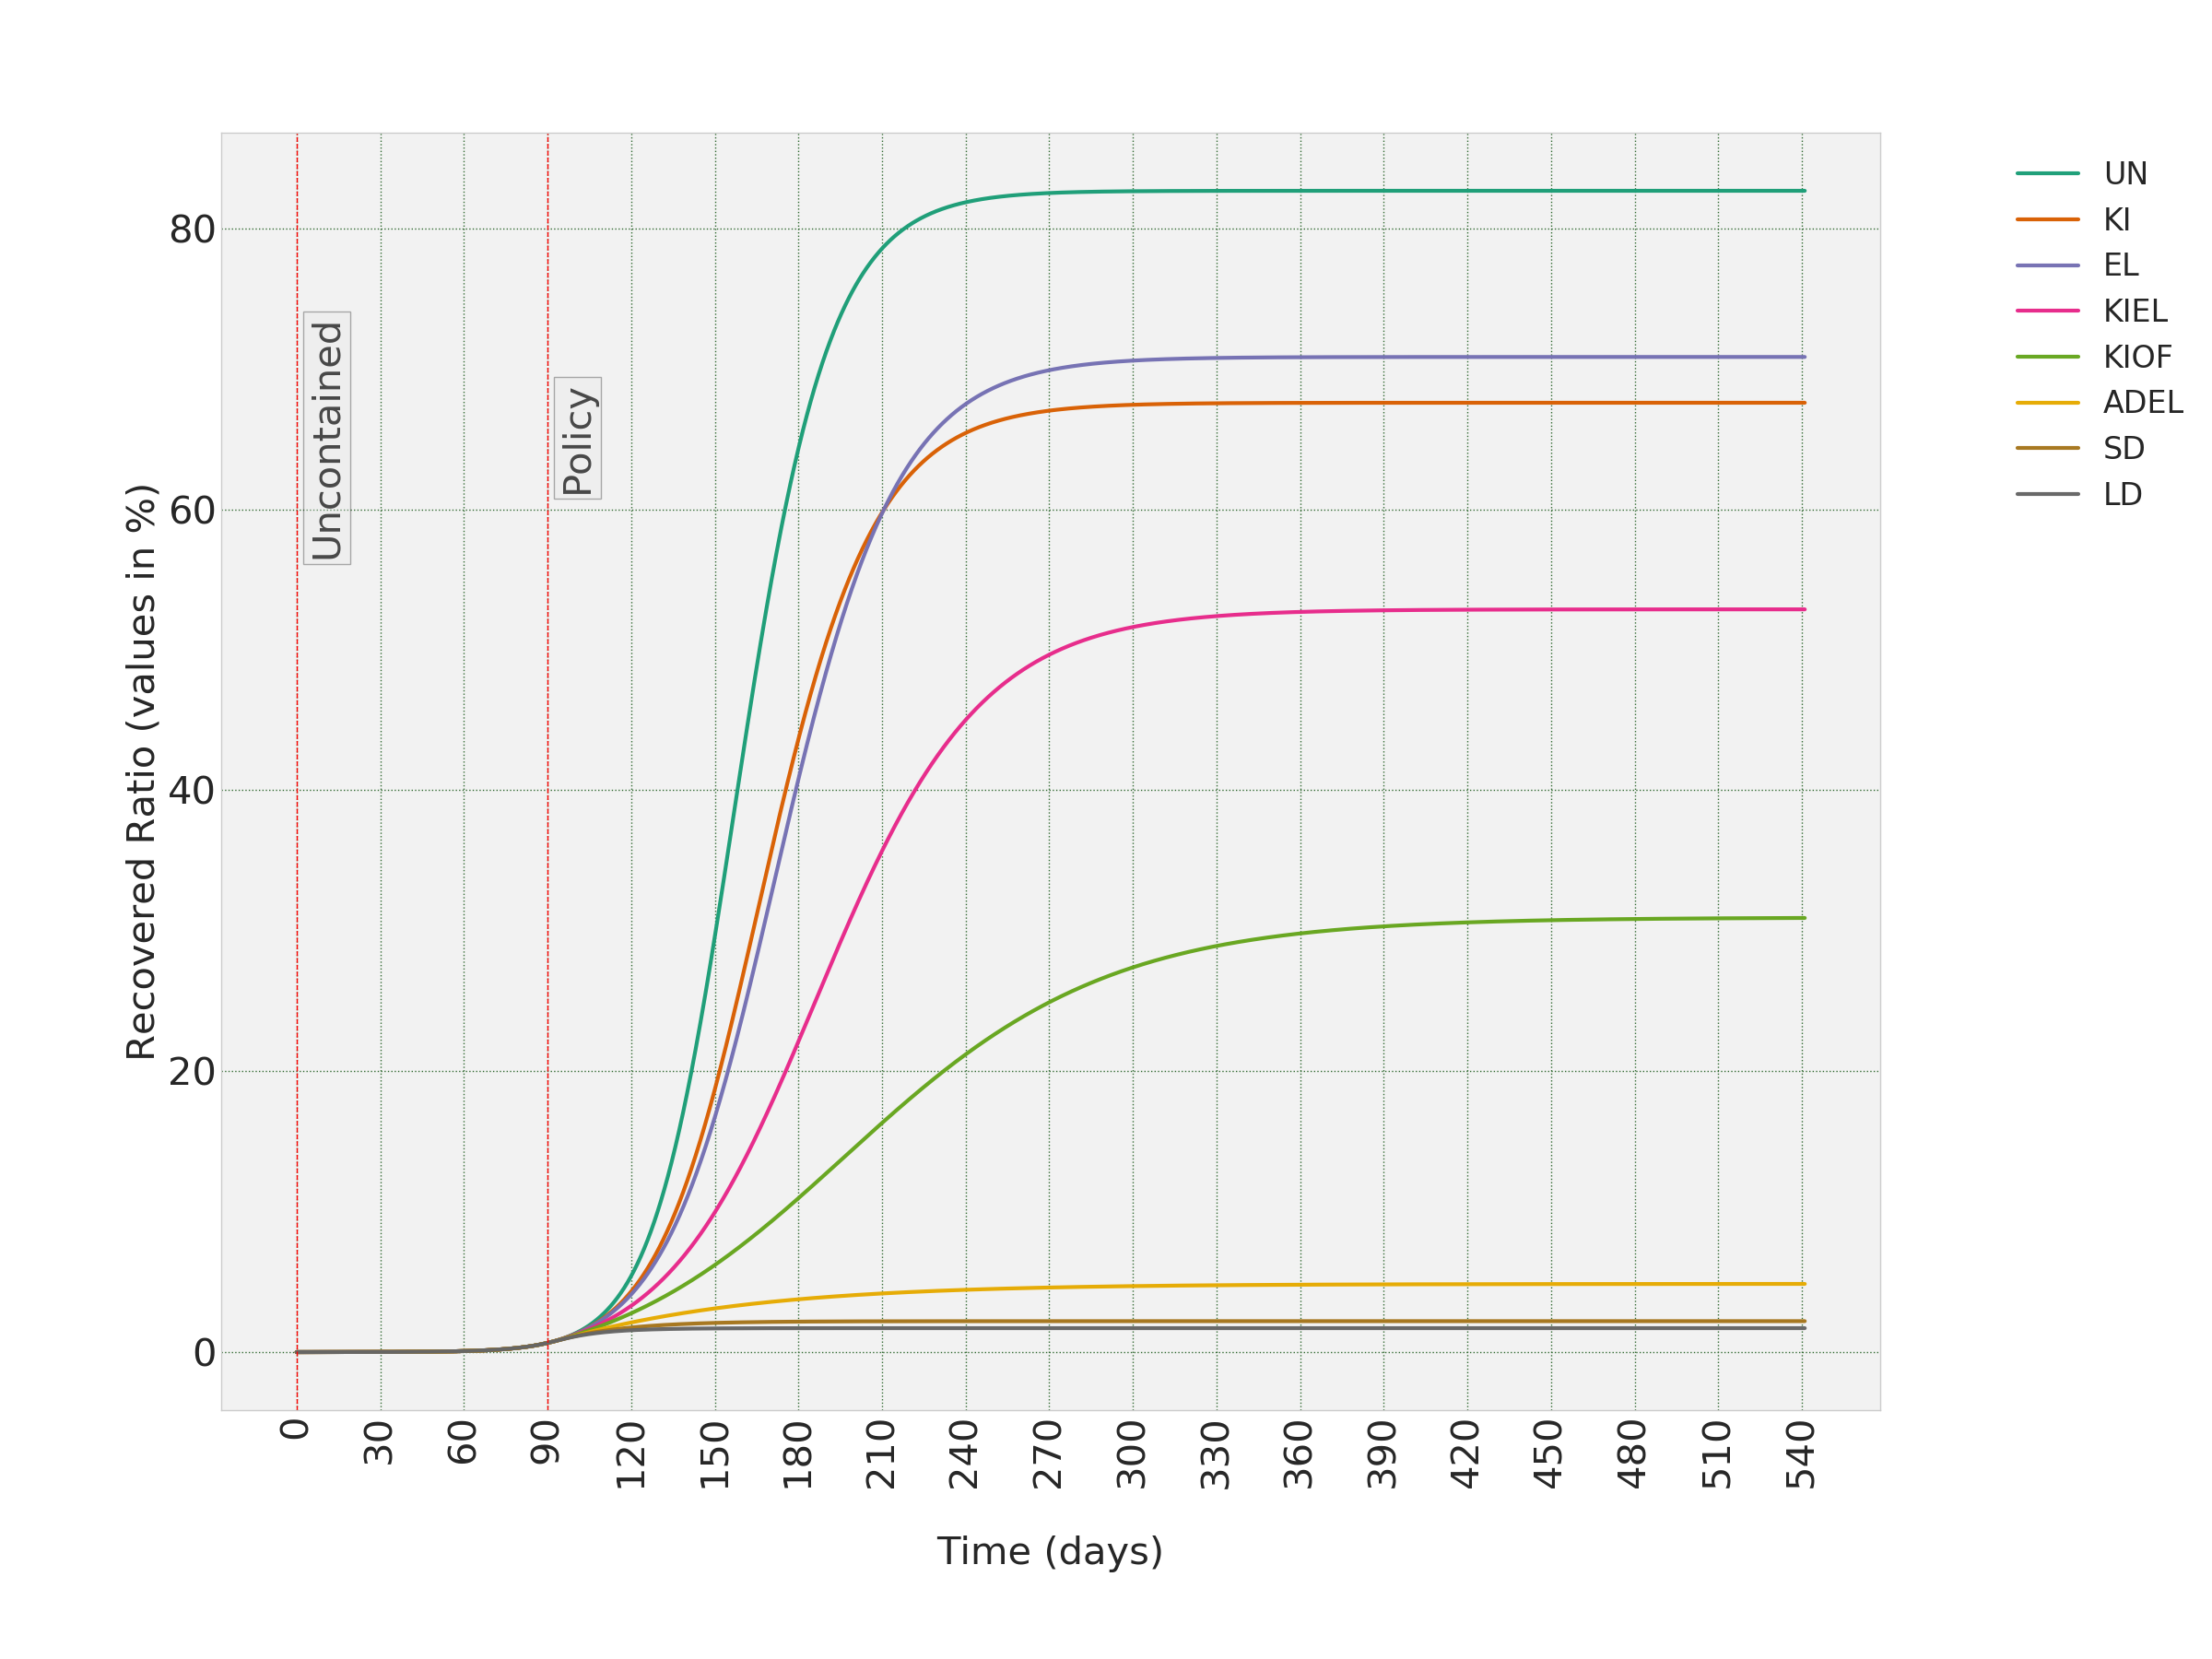 UN
KI
EL
KIEL
KIOF
ADEL
SD
LD
Uncontained
Policy
Recovered Ratio (values in %)
80
60
40
20
0
0 30 60 90 120 150 180 210 240 270 300 330 360 390 420 450 480 510 540
Time (days)